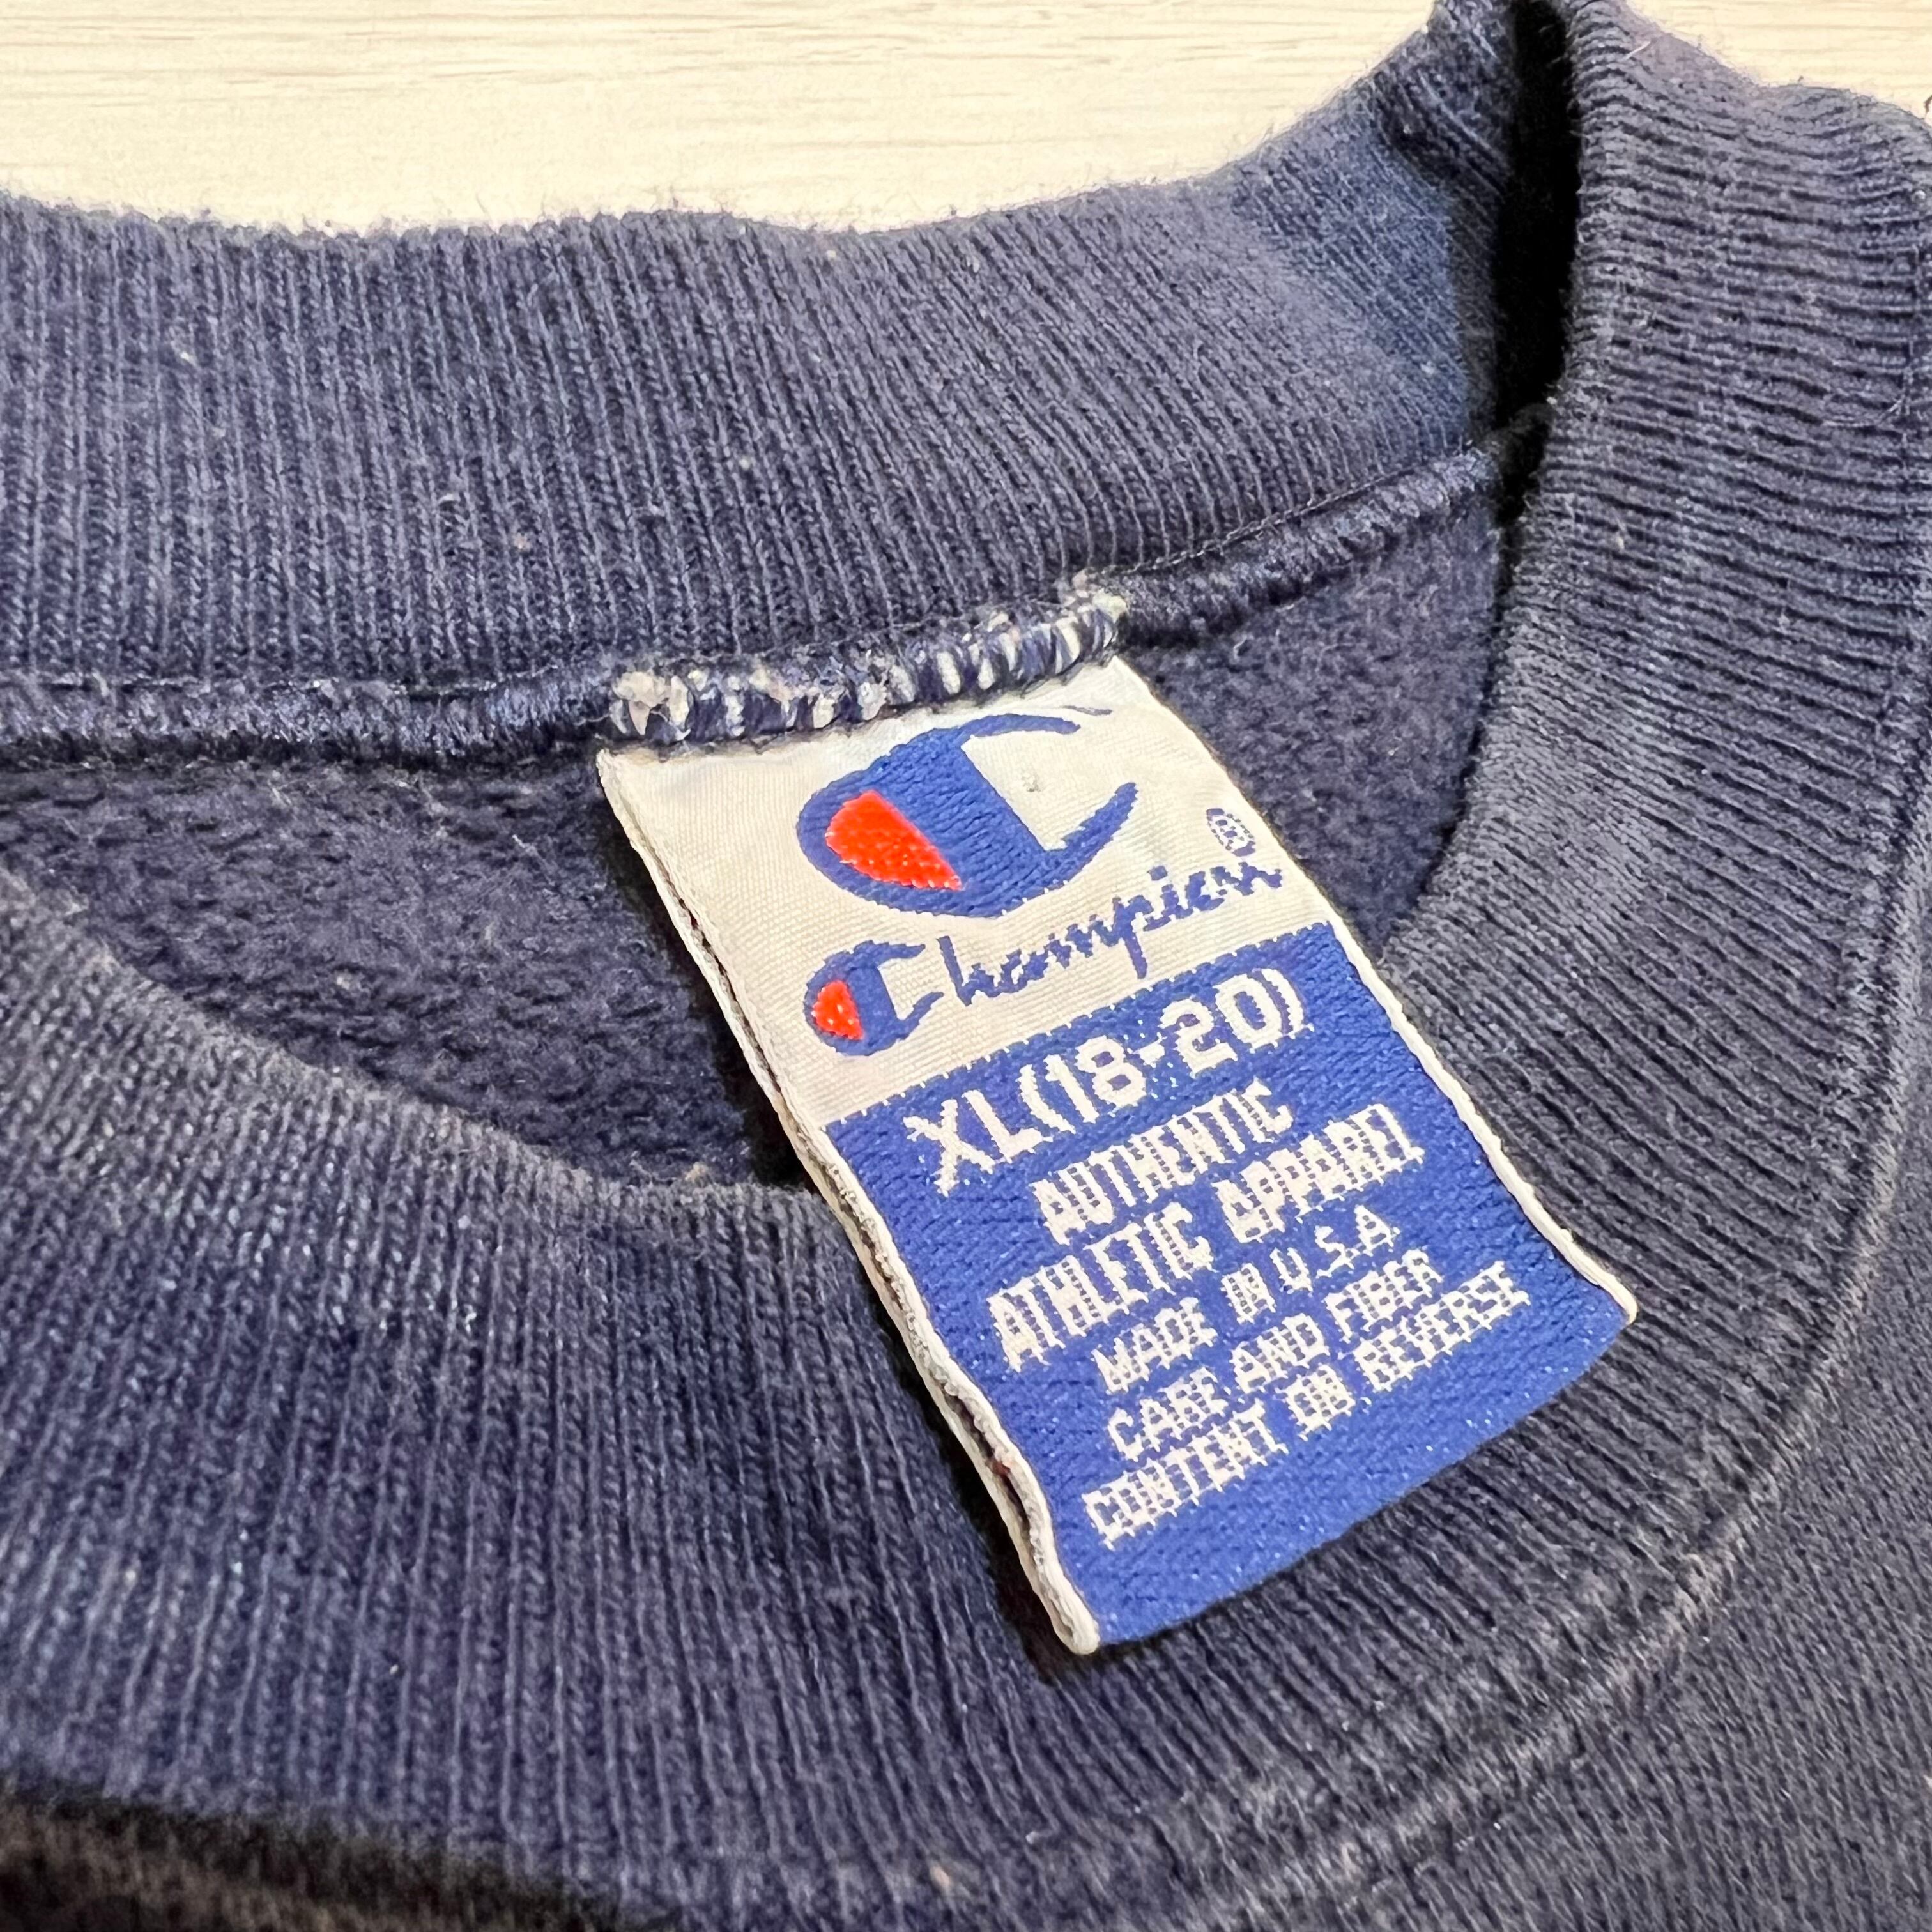 ®
Champion
XL(18-20)
AUTHENTIC
ATHLETIC APPAREL
MADE IN U.S.A
CARE AND FIBER
CONTENT ON REVERSE